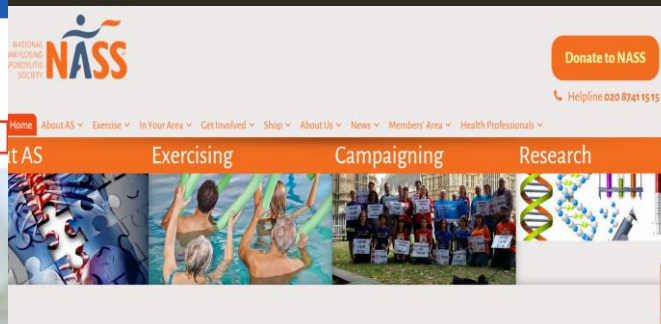 NATIONAL
ANKYLOSING
SPONDYLITIS
SOCIETY
NASS
Donate to NASS
Helpline 020 8741 1515
Home About AS Exercise In Your Area Get Involved Shop About Us News Members' Area Health Professionals
ut AS Exercising Campaigning Research